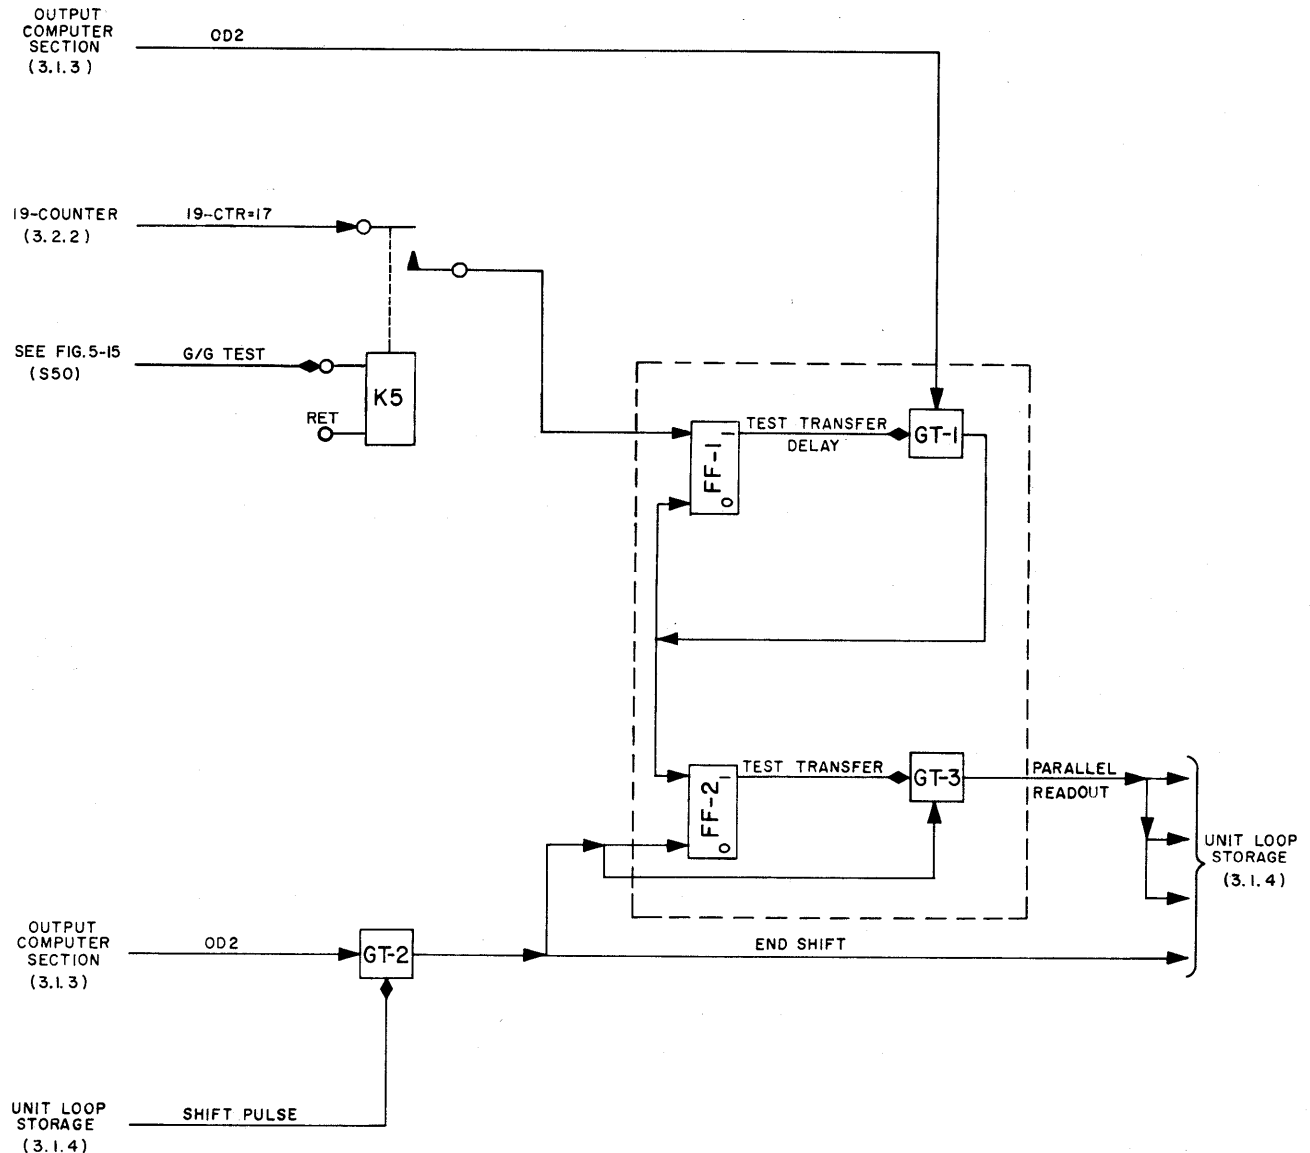 OUTPUT
COMPUTER
SECTION
(3.1.3)
OD2
19-COUNTER
(3.2.2)
19-CTR=17
SEE FIG.5-15
(S50)
G/G TEST
K5
RET
FF-1
1
0
TEST TRANSFER
DELAY
GT-1
FF-2
1
0
TEST TRANSFER
GT-3
PARALLEL
READOUT
UNIT LOOP
STORAGE
(3.1.4)
OUTPUT
COMPUTER
SECTION
(3.1.3)
OD2
GT-2
END SHIFT
UNIT LOOP
STORAGE
(3.1.4)
SHIFT PULSE